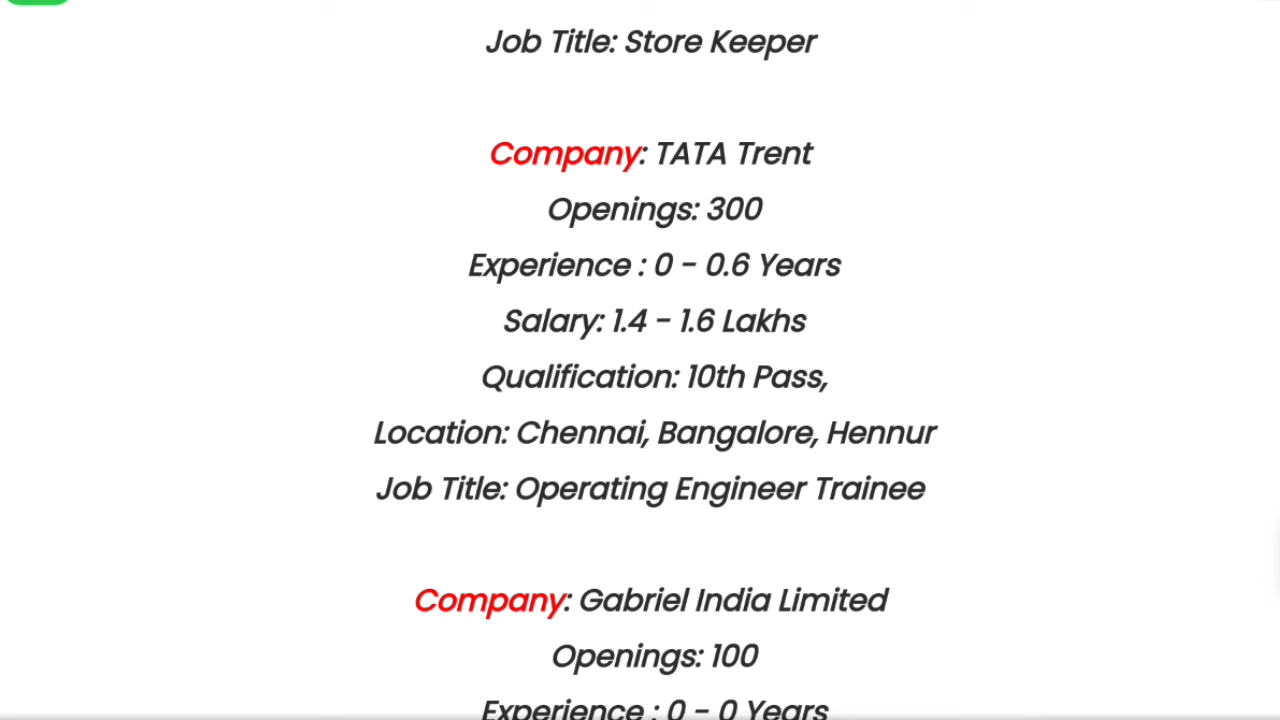 Job Title: Store Keeper
Company: TATA Trent
Openings: 300
Experience : 0 - 0.6 Years
Salary: 1.4 - 1.6 Lakhs
Qualification: 10th Pass,
Location: Chennai, Bangalore, Hennur
Job Title: Operating Engineer Trainee
Company: Gabriel India Limited
Openings: 100
Experience : 0 - 0 Years